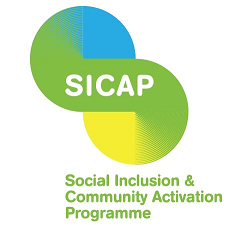 SICAP
Social Inclusion &
Community Activation
Programme